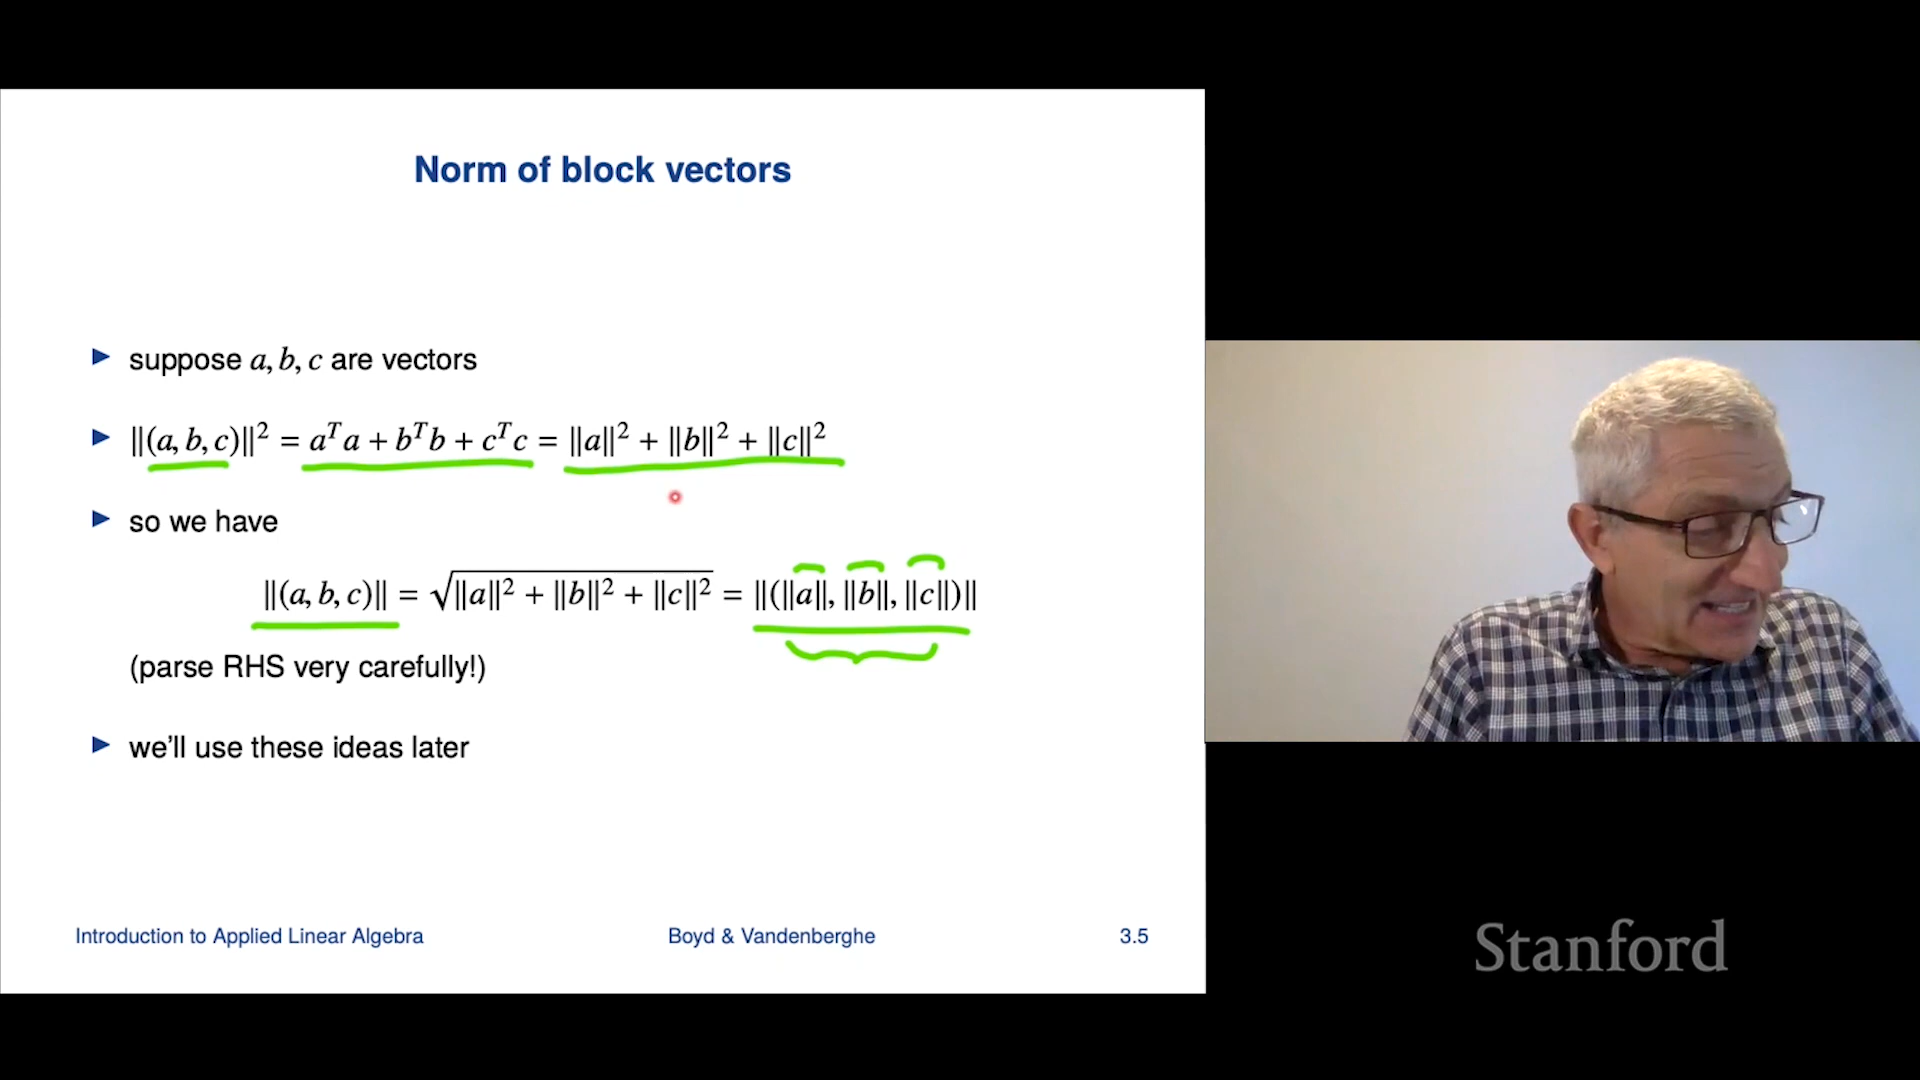 Norm of block vectors
▶ suppose a, b, c are vectors
▶ ‖(a, b, c)‖² = aᵀa + bᵀb + cᵀc = ‖a‖² + ‖b‖² + ‖c‖²
▶ so we have
‖(a, b, c)‖ = √‖a‖² + ‖b‖² + ‖c‖² = ‖(‖a‖, ‖b‖, ‖c‖)‖
(parse RHS very carefully!)
▶ we’ll use these ideas later
Introduction to Applied Linear Algebra Boyd & Vandenberghe 3.5
Stanford